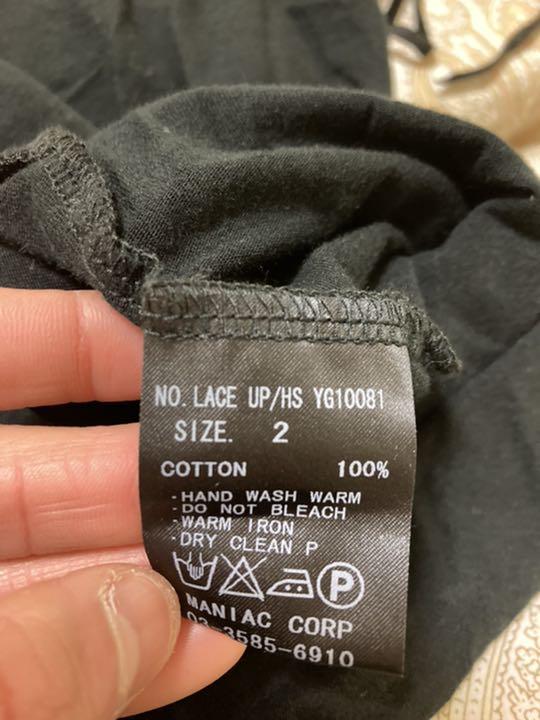 NO. LACE UP/HS YG10081
SIZE. 2
COTTON 100%
·HAND WASH WARM
·DO NOT BLEACH
·WARM IRON
·DRY CLEAN P
P
MANIAC CORP
03-3585-6910